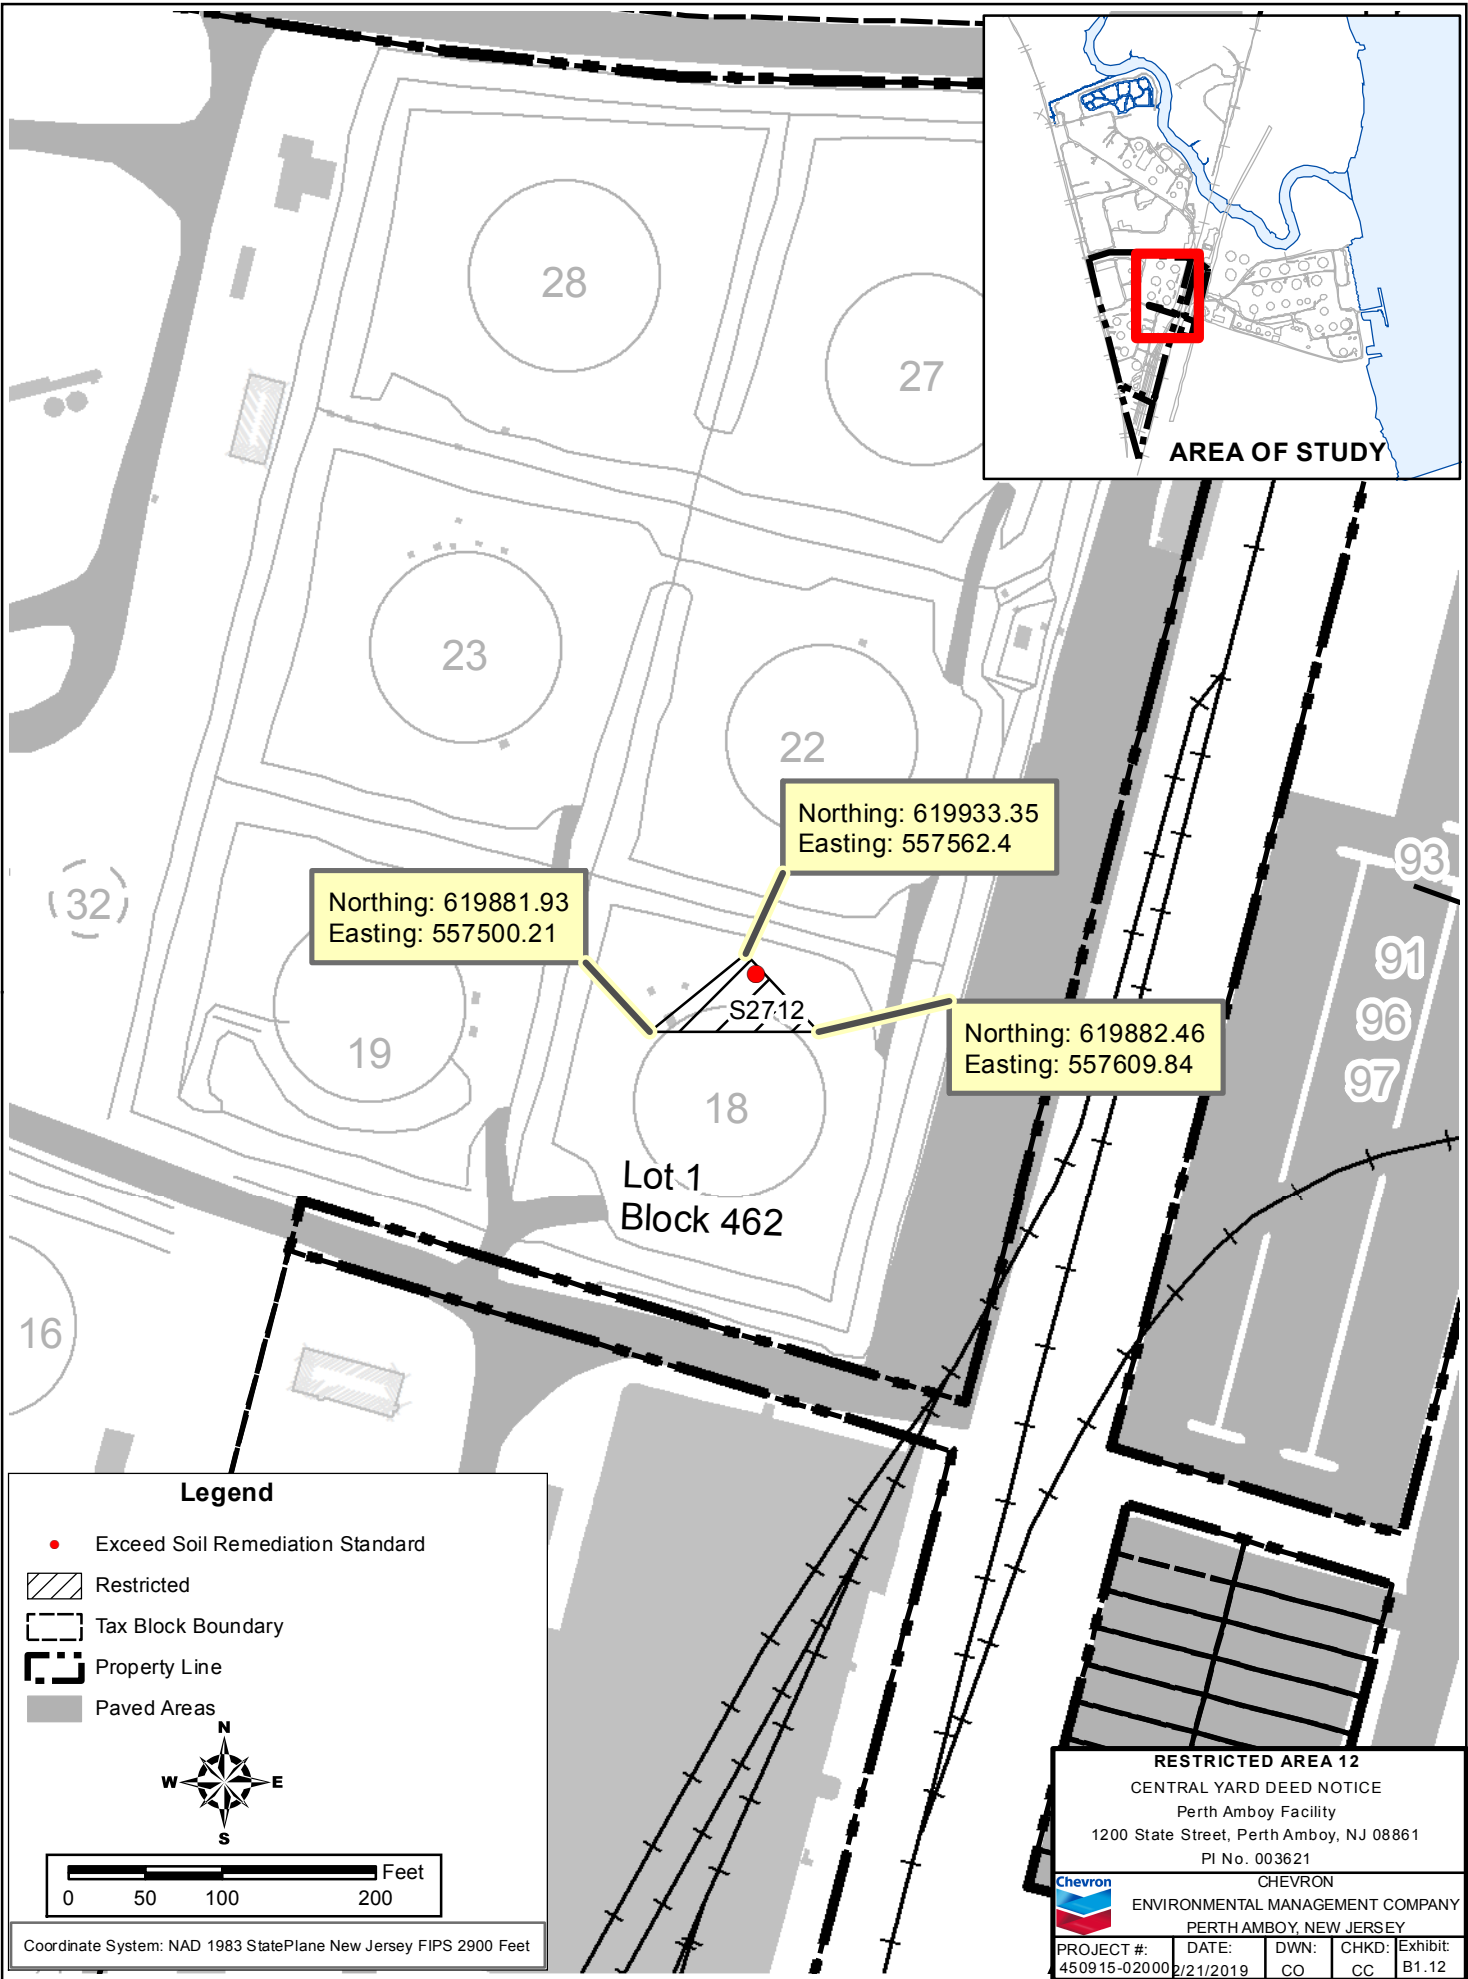 AREA OF STUDY
28
27
23
22
Northing: 619933.35
Easting: 557562.4
93
32
Northing: 619881.93
Easting: 557500.21
91
S2712
96
Northing: 619882.46
Easting: 557609.84
19
97
18
Lot 1
Block 462
16
Legend
Exceed Soil Remediation Standard
Restricted
Tax Block Boundary
Property Line
Paved Areas
N
W E
S
Feet
0 50 100 200
Coordinate System: NAD 1983 StatePlane New Jersey FIPS 2900 Feet
RESTRICTED AREA 12
CENTRAL YARD DEED NOTICE
Perth Amboy Facility
1200 State Street, Perth Amboy, NJ 08861
PI No. 003621
Chevron
CHEVRON
ENVIRONMENTAL MANAGEMENT COMPANY
PERTH AMBOY, NEW JERSEY
PROJECT #: DATE: DWN: CHKD: Exhibit:
450915-02000 2/21/2019 CO CC B1.12